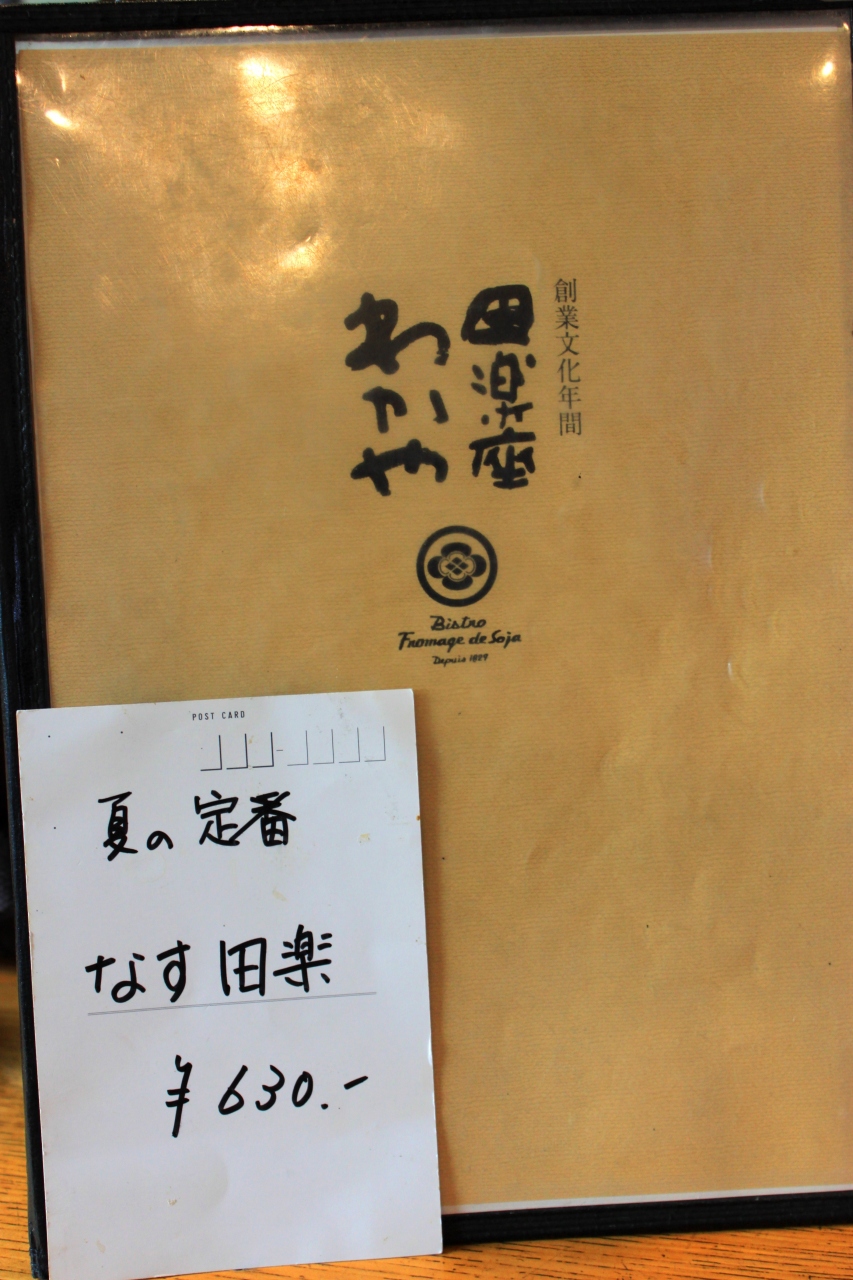 創業文化年間
田楽座
わかや
Bistro
Fromage de Soja
Depuis 1829
POST CARD
夏の定番
なす田楽
¥630.-